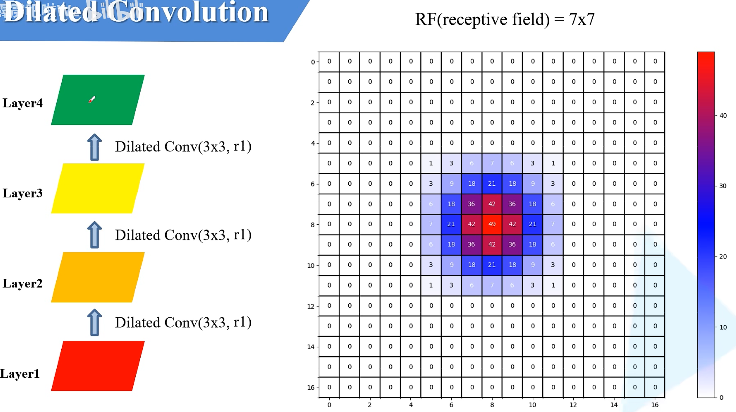 Dilated Convolution
RF(receptive field) = 7x7
Layer4
Dilated Conv(3x3, r1)
Layer3
Dilated Conv(3x3, r1)
Layer2
Dilated Conv(3x3, r1)
Layer1
0 0 0 0 0 0 0 0 0 0 0 0 0 0 0 0 0 0
0 0 0 0 0 0 0 0 0 0 0 0 0 0 0 0 0
2 0 0 0 0 0 0 0 0 0 0 0 0 0 0 0 0 0
0 0 0 0 0 0 0 0 0 0 0 0 0 0 0 0 0
4 0 0 0 0 0 0 0 0 0 0 0 0 0 0 0 0 0
0 0 0 0 0 1 3 6 7 6 3 1 0 0 0 0 0
6 0 0 0 0 0 3 9 18 21 18 9 3 0 0 0 0 0
0 0 0 0 0 6 18 36 42 36 18 6 0 0 0 0 0
8 0 0 0 0 0 7 21 42 49 42 21 7 0 0 0 0 0
0 0 0 0 0 6 18 36 42 36 18 6 0 0 0 0 0
10 0 0 0 0 0 3 9 18 21 18 9 3 0 0 0 0 0
0 0 0 0 0 1 3 6 7 6 3 1 0 0 0 0 0
12 0 0 0 0 0 0 0 0 0 0 0 0 0 0 0 0 0
0 0 0 0 0 0 0 0 0 0 0 0 0 0 0 0 0
14 0 0 0 0 0 0 0 0 0 0 0 0 0 0 0 0 0
0 0 0 0 0 0 0 0 0 0 0 0 0 0 0 0 0
16 0 0 0 0 0 0 0 0 0 0 0 0 0 0 0 0 0
0 2 4 6 8 10 12 14 16
40
30
20
10
0